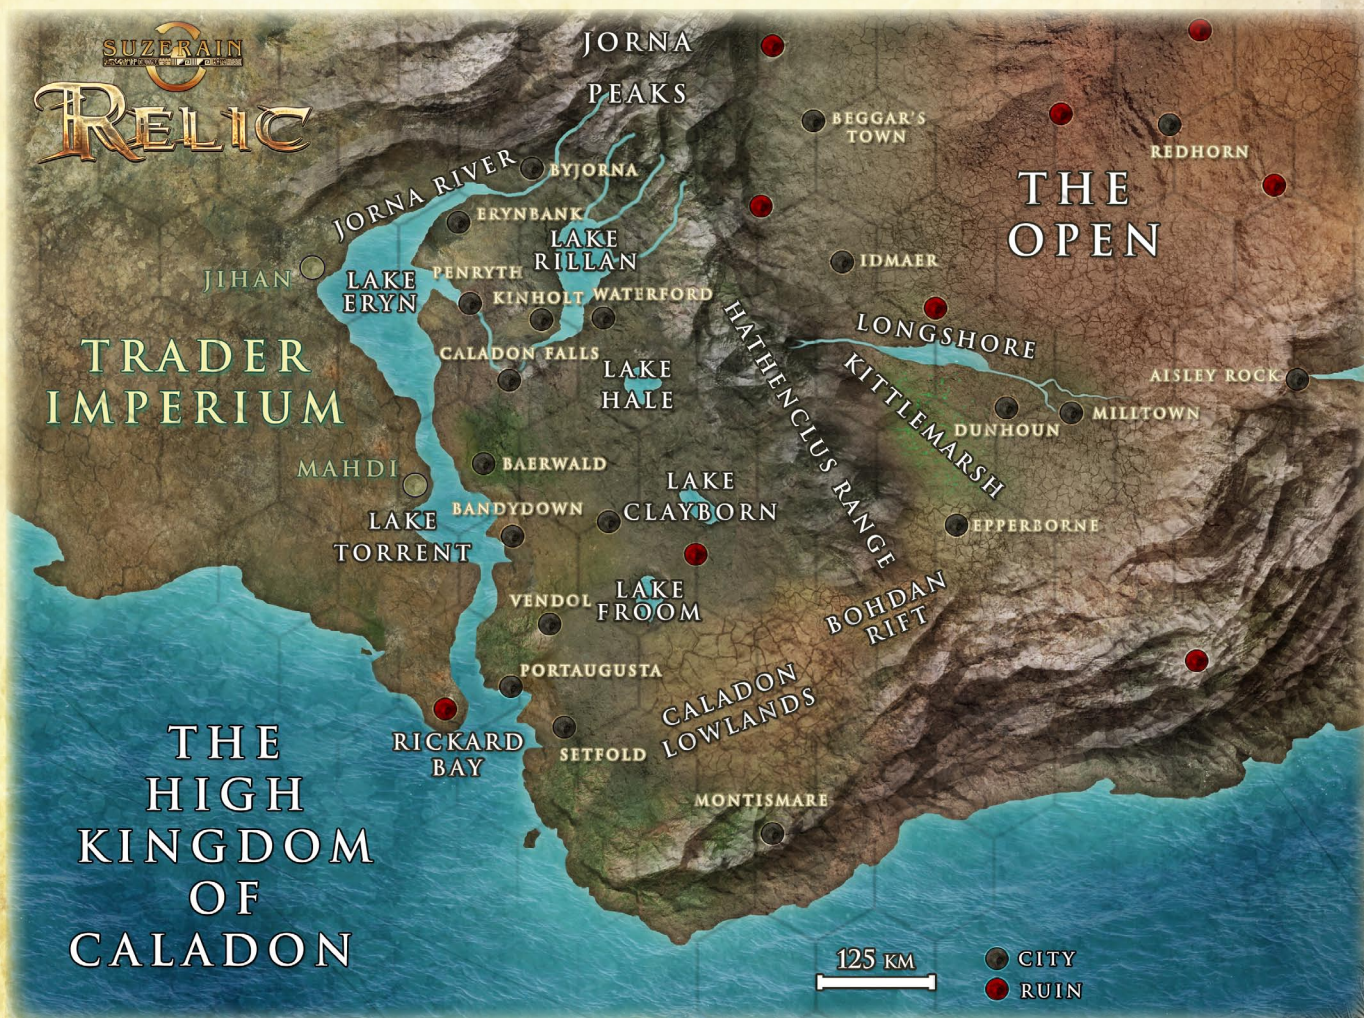 SUZERAIN
RELIC
JORNA
PEAKS
BEGGAR'S
TOWN
REDHORN
THE
OPEN
JORNA RIVER
BYJORNA
ERYNBANK
LAKE
RILLAN
IDMAER
JIHAN
LAKE
ERYN
PENRYTH
KINHOLT
WATERFORD
HATHENCLUS RANGE
LONGSHORE
TRADER
IMPERIUM
CALADON FALLS
LAKE
HALE
KITTLEMARSH
AISLEY ROCK
MILLTOWN
DUNHOUN
MAHDI
BAERWALD
LAKE
CLAYBORN
BANDYDOWN
LAKE
TORRENT
EPPERBORNE
VENDOL
LAKE
FROOM
BOHDAN
RIFT
PORTAUGUSTA
CALADON
LOWLANDS
RICKARD
BAY
SETFOLD
MONTISMARE
THE
HIGH
KINGDOM
OF
CALADON
125 KM
CITY
RUIN